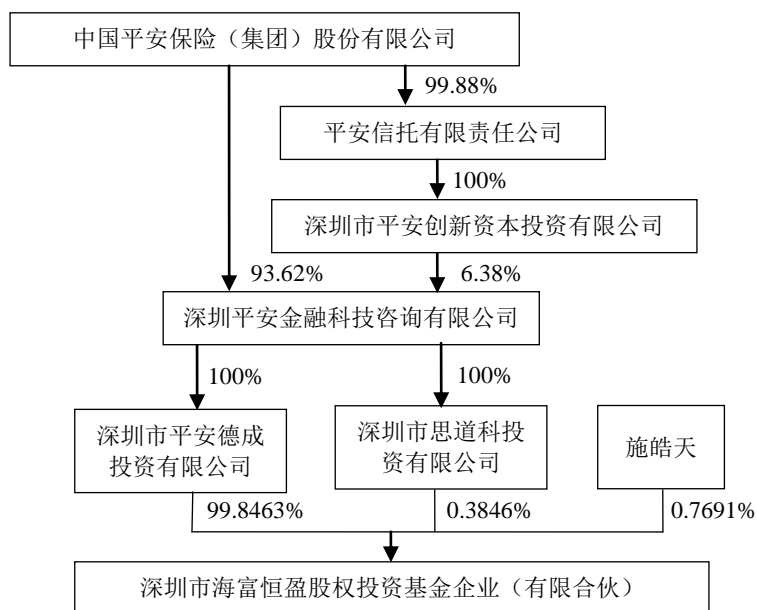 中国平安保险（集团）股份有限公司
99.88%
平安信托有限责任公司
100%
深圳市平安创新资本投资有限公司
93.62%
6.38%
深圳平安金融科技咨询有限公司
100%
100%
深圳市平安德成
投资有限公司
深圳市思道科投
资有限公司
施皓天
99.8463%
0.3846%
0.7691%
深圳市海富恒盈股权投资基金企业（有限合伙）